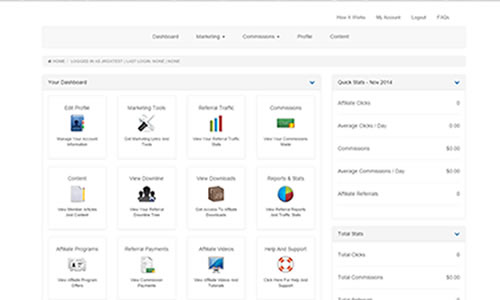 How It Works My Account Logout FAQs
Dashboard Marketing Commissions Profile Content
HOME / LOGGED IN AS JROXTEST | LAST LOGIN: NONE / NONE
Your Dashboard
Edit Profile
Manage Your Account
Information
Marketing Tools
Get Marketing Links And
Tools
Referral Traffic
View Your Referral Traffic
Stats
Commissions
View Your Commissions
Made
Content
View Member Articles
And Content
View Downline
View Your Referral
Downline Tree
View Downloads
Get Access To Affiliate
Downloads
Reports & Stats
View Referral Reports
And Traffic Stats
Affiliate Programs
View Affiliate Program
Offers
Referral Payments
View Commission
Payments
Affiliate Videos
View Affiliate Videos And
Tutorials
Help And Support
Click Here For Help And
Support
Quick Stats - Nov 2014
Affiliate Clicks 0
Average Clicks / Day 0.00
Commissions $0.00
Average Commissions / Day $0.00
Affiliate Referrals 0
Total Stats
Total Clicks 0
Total Commissions $0.00